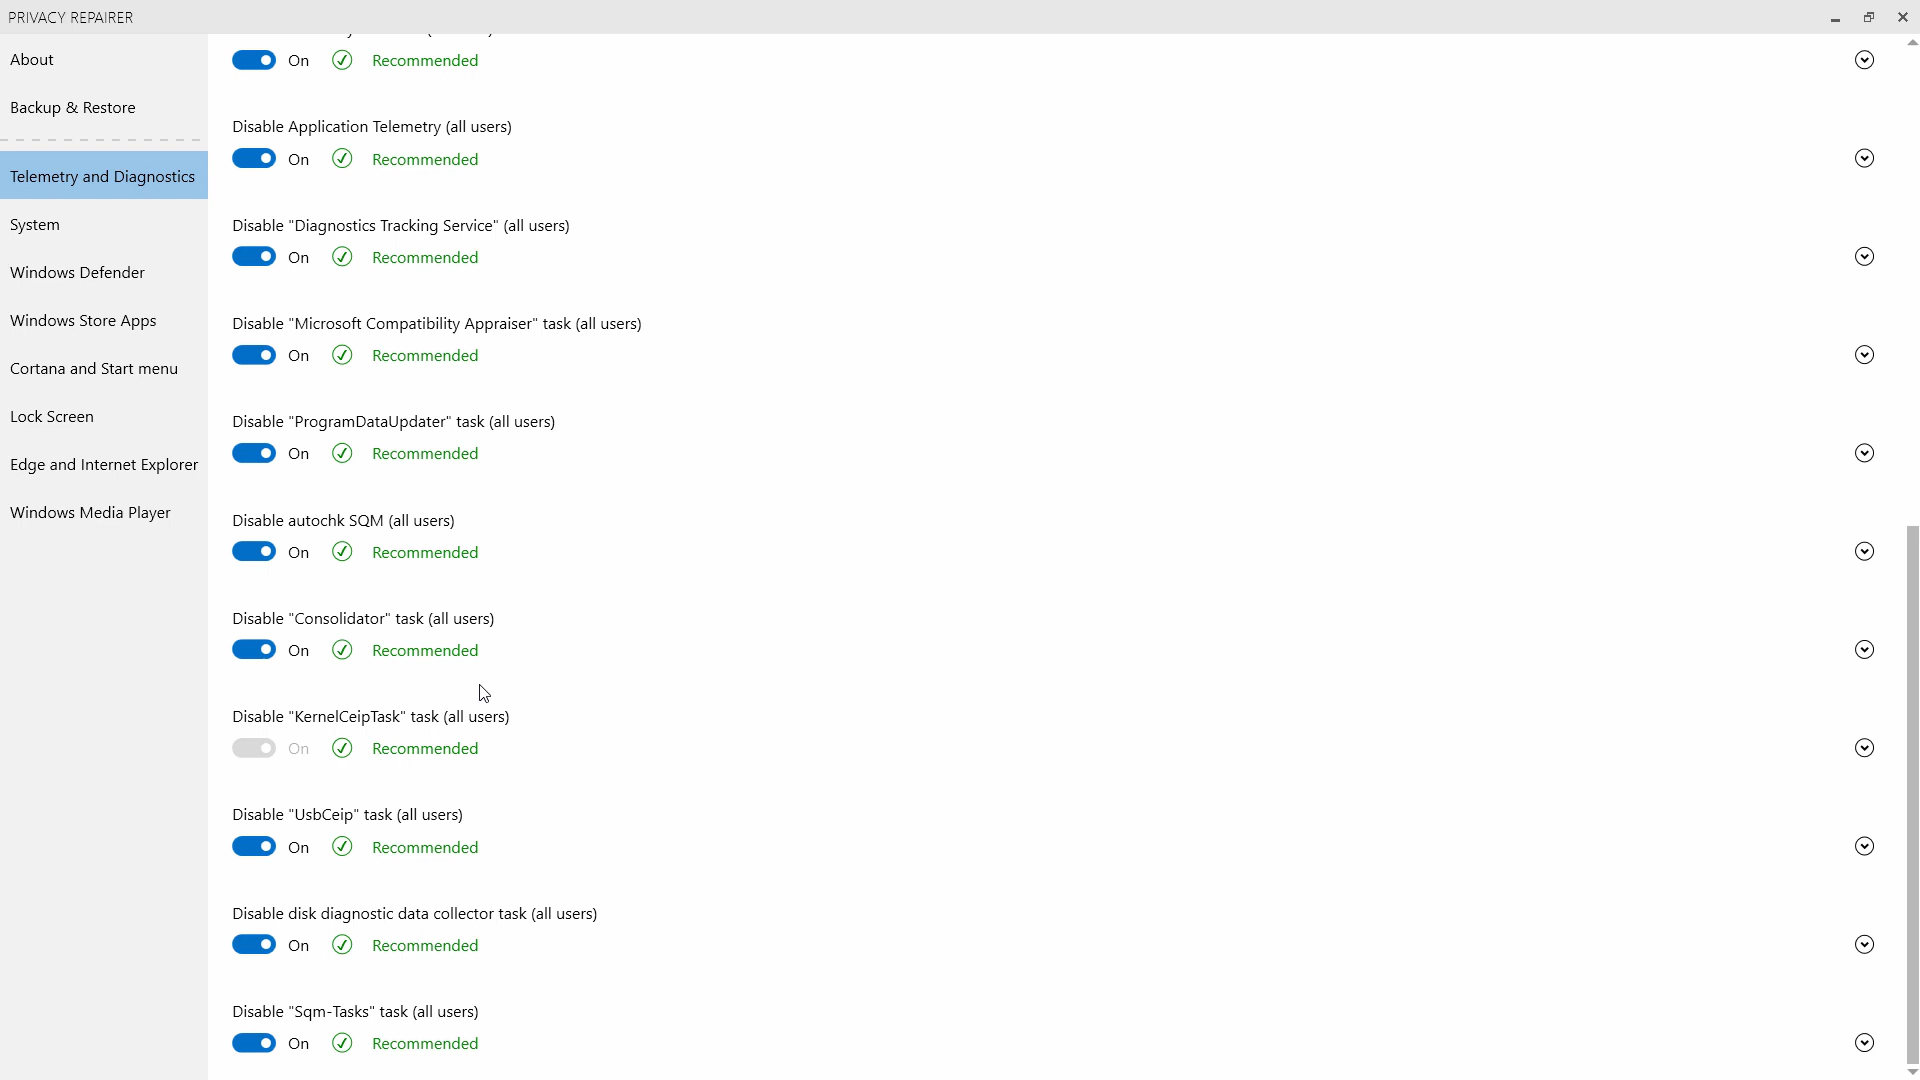 PRIVACY REPAIRER
About
Backup & Restore
Telemetry and Diagnostics
System
Windows Defender
Windows Store Apps
Cortana and Start menu
Lock Screen
Edge and Internet Explorer
Windows Media Player
On Recommended
Disable Application Telemetry (all users)
On Recommended
Disable "Diagnostics Tracking Service" (all users)
On Recommended
Disable "Microsoft Compatibility Appraiser" task (all users)
On Recommended
Disable "ProgramDataUpdater" task (all users)
On Recommended
Disable autochk SQM (all users)
On Recommended
Disable "Consolidator" task (all users)
On Recommended
Disable "KernelCeipTask" task (all users)
On Recommended
Disable "UsbCeip" task (all users)
On Recommended
Disable disk diagnostic data collector task (all users)
On Recommended
Disable "Sqm-Tasks" task (all users)
On Recommended